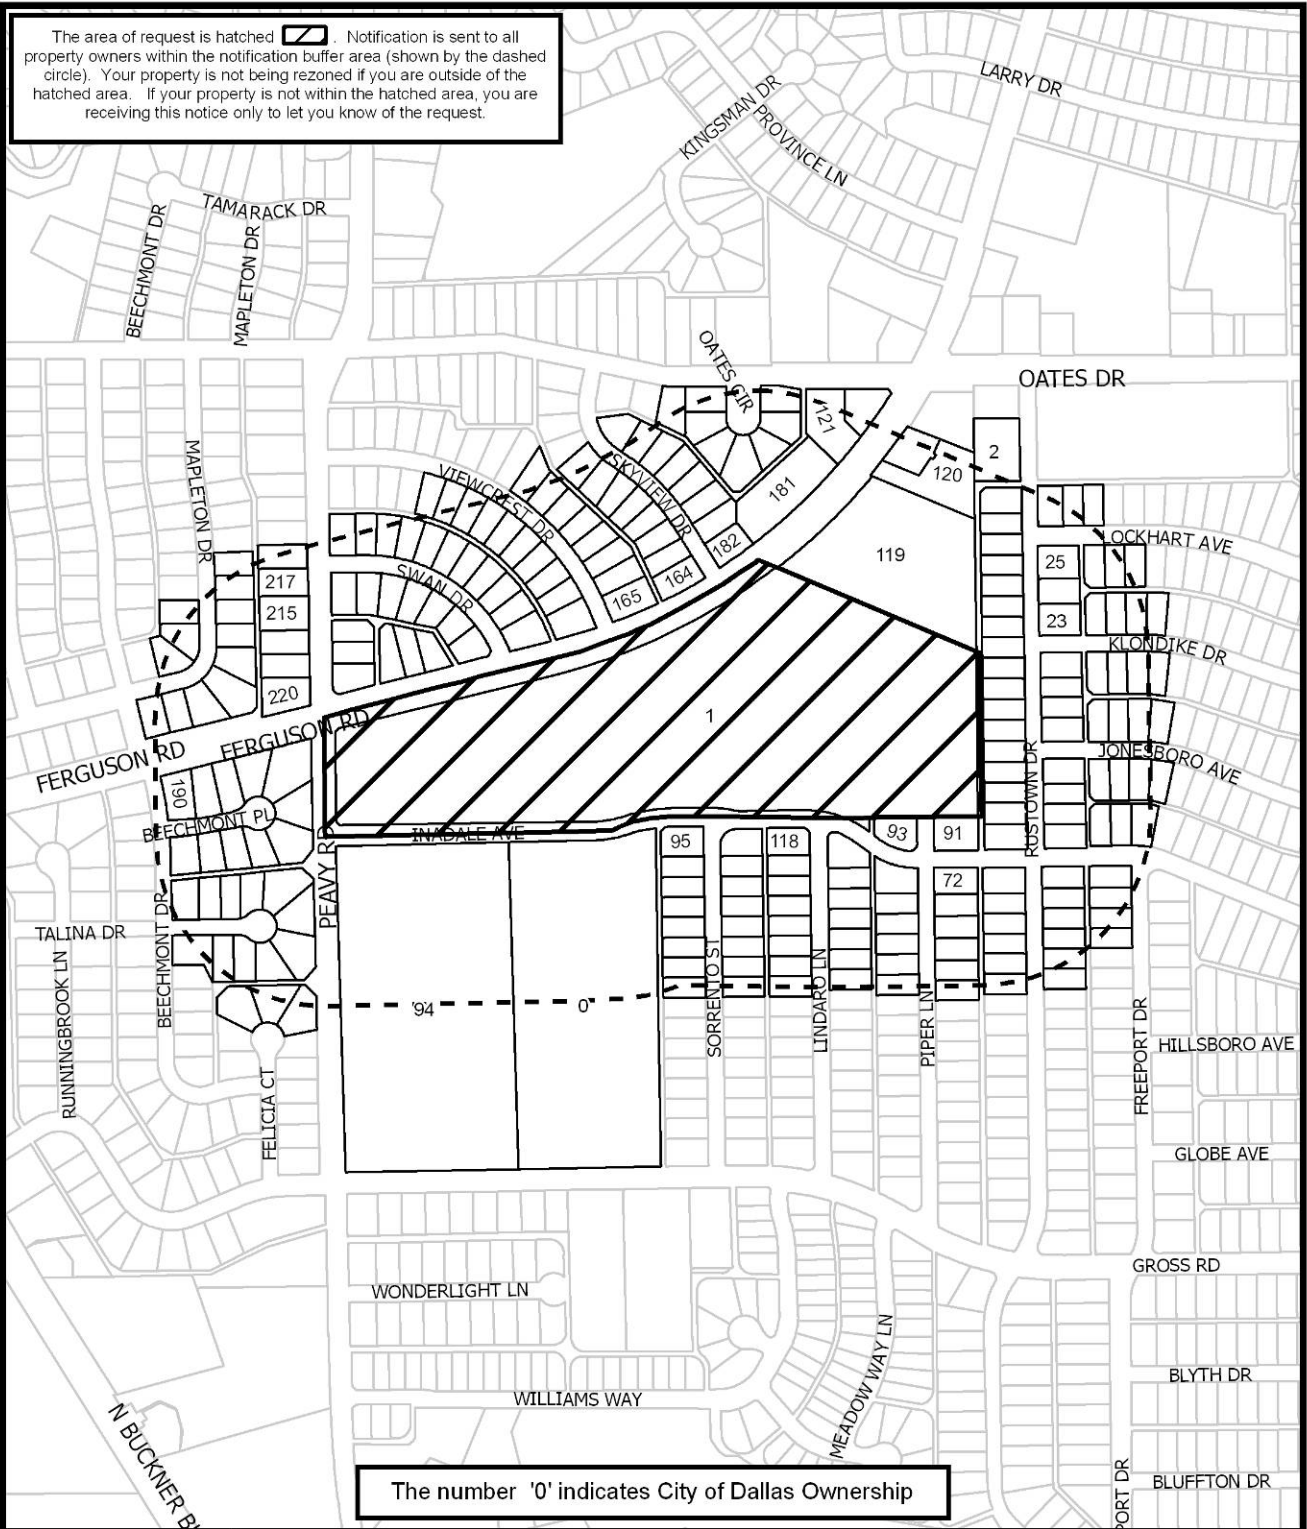 The area of request is hatched . Notification is sent to all
property owners within the notification buffer area (shown by the dashed
circle). Your property is not being rezoned if you are outside of the
hatched area. If your property is not within the hatched area, you are
receiving this notice only to let you know of the request.
LARRY DR
KINGSMAN DR
PROVINCE LN
TAMARACK DR
BEECHMONT DR
MAPLETON DR
OATES CIR
OATES DR
121
2
120
MAPLETON DR
VIEWCREST DR
SKYVIEW DR
181
182
119
LOCKHART AVE
25
217
SWAN DR
164
165
215
23
KLONDIKE DR
220
1
FERGUSON RD
FERGUSON RD
JONESBORO AVE
190
RUSTOWN DR
BEECHMONT PL
INADALE AVE
PEAVY RD
95
118
93
91
72
TALINA DR
BEECHMONT DR
RUNNINGBROOK LN
SORRENTO ST
LINDARO LN
PIPER LN
94
0
FREEPORT DR
HILLSBORO AVE
FELICIA CT
GLOBE AVE
GROSS RD
WONDERLIGHT LN
MEADOW WAY LN
BLYTH DR
WILLIAMS WAY
N BUCKNER B
BLUFFTON DR
PORT DR
The number '0' indicates City of Dallas Ownership